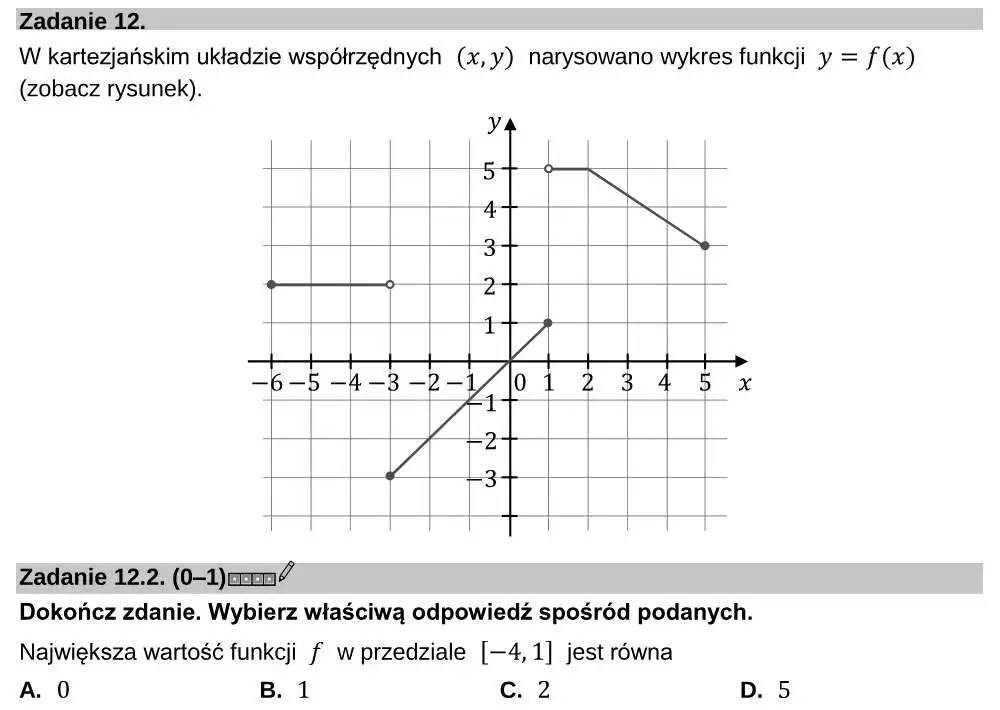 Zadanie 12.
W kartezjańskim układzie współrzędnych (x, y) narysowano wykres funkcji y = f(x)
(zobacz rysunek).
y
5
4
3
2
1
−6 −5 −4 −3 −2 −1 0 1 2 3 4 5 x
−1
−2
−3
Zadanie 12.2. (0–1)
Dokończ zdanie. Wybierz właściwą odpowiedź spośród podanych.
Największa wartość funkcji f w przedziale [−4, 1] jest równa
A. 0 B. 1 C. 2 D. 5